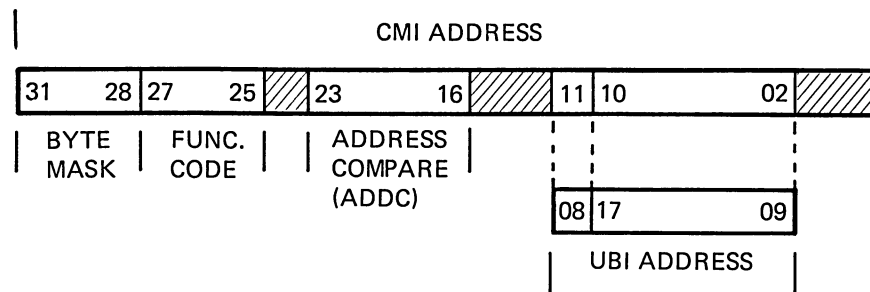 CMI ADDRESS
31 28 27 25 23 16 11 10 02
BYTE MASK
FUNC. CODE
ADDRESS COMPARE (ADDC)
08 17 09
UBI ADDRESS